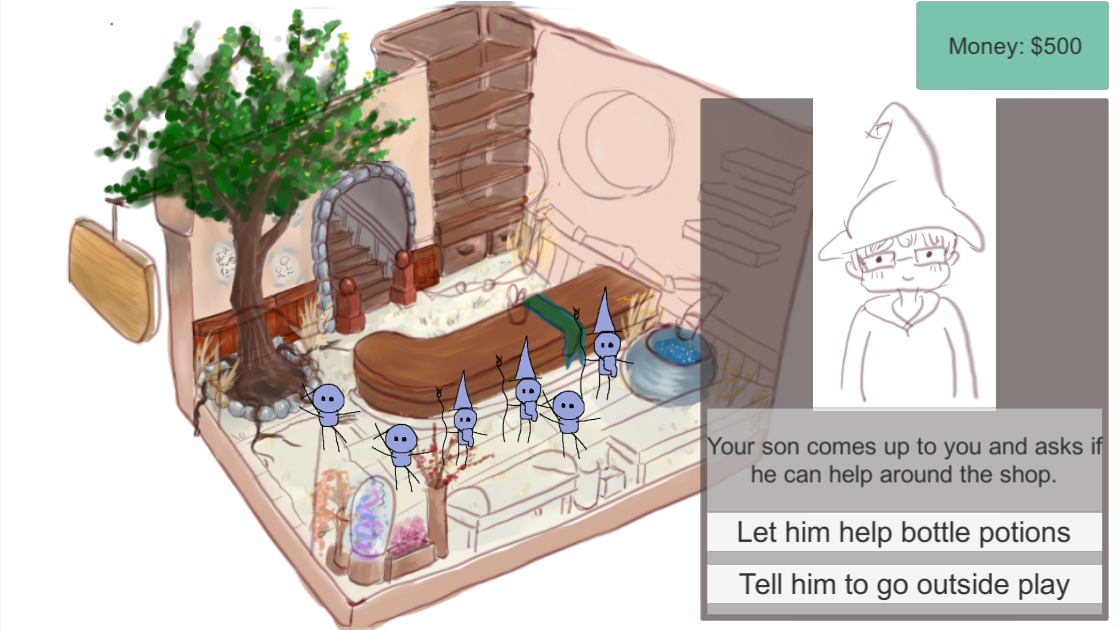 Money: $500
Your son comes up to you and asks if
he can help around the shop.
Let him help bottle potions
Tell him to go outside play